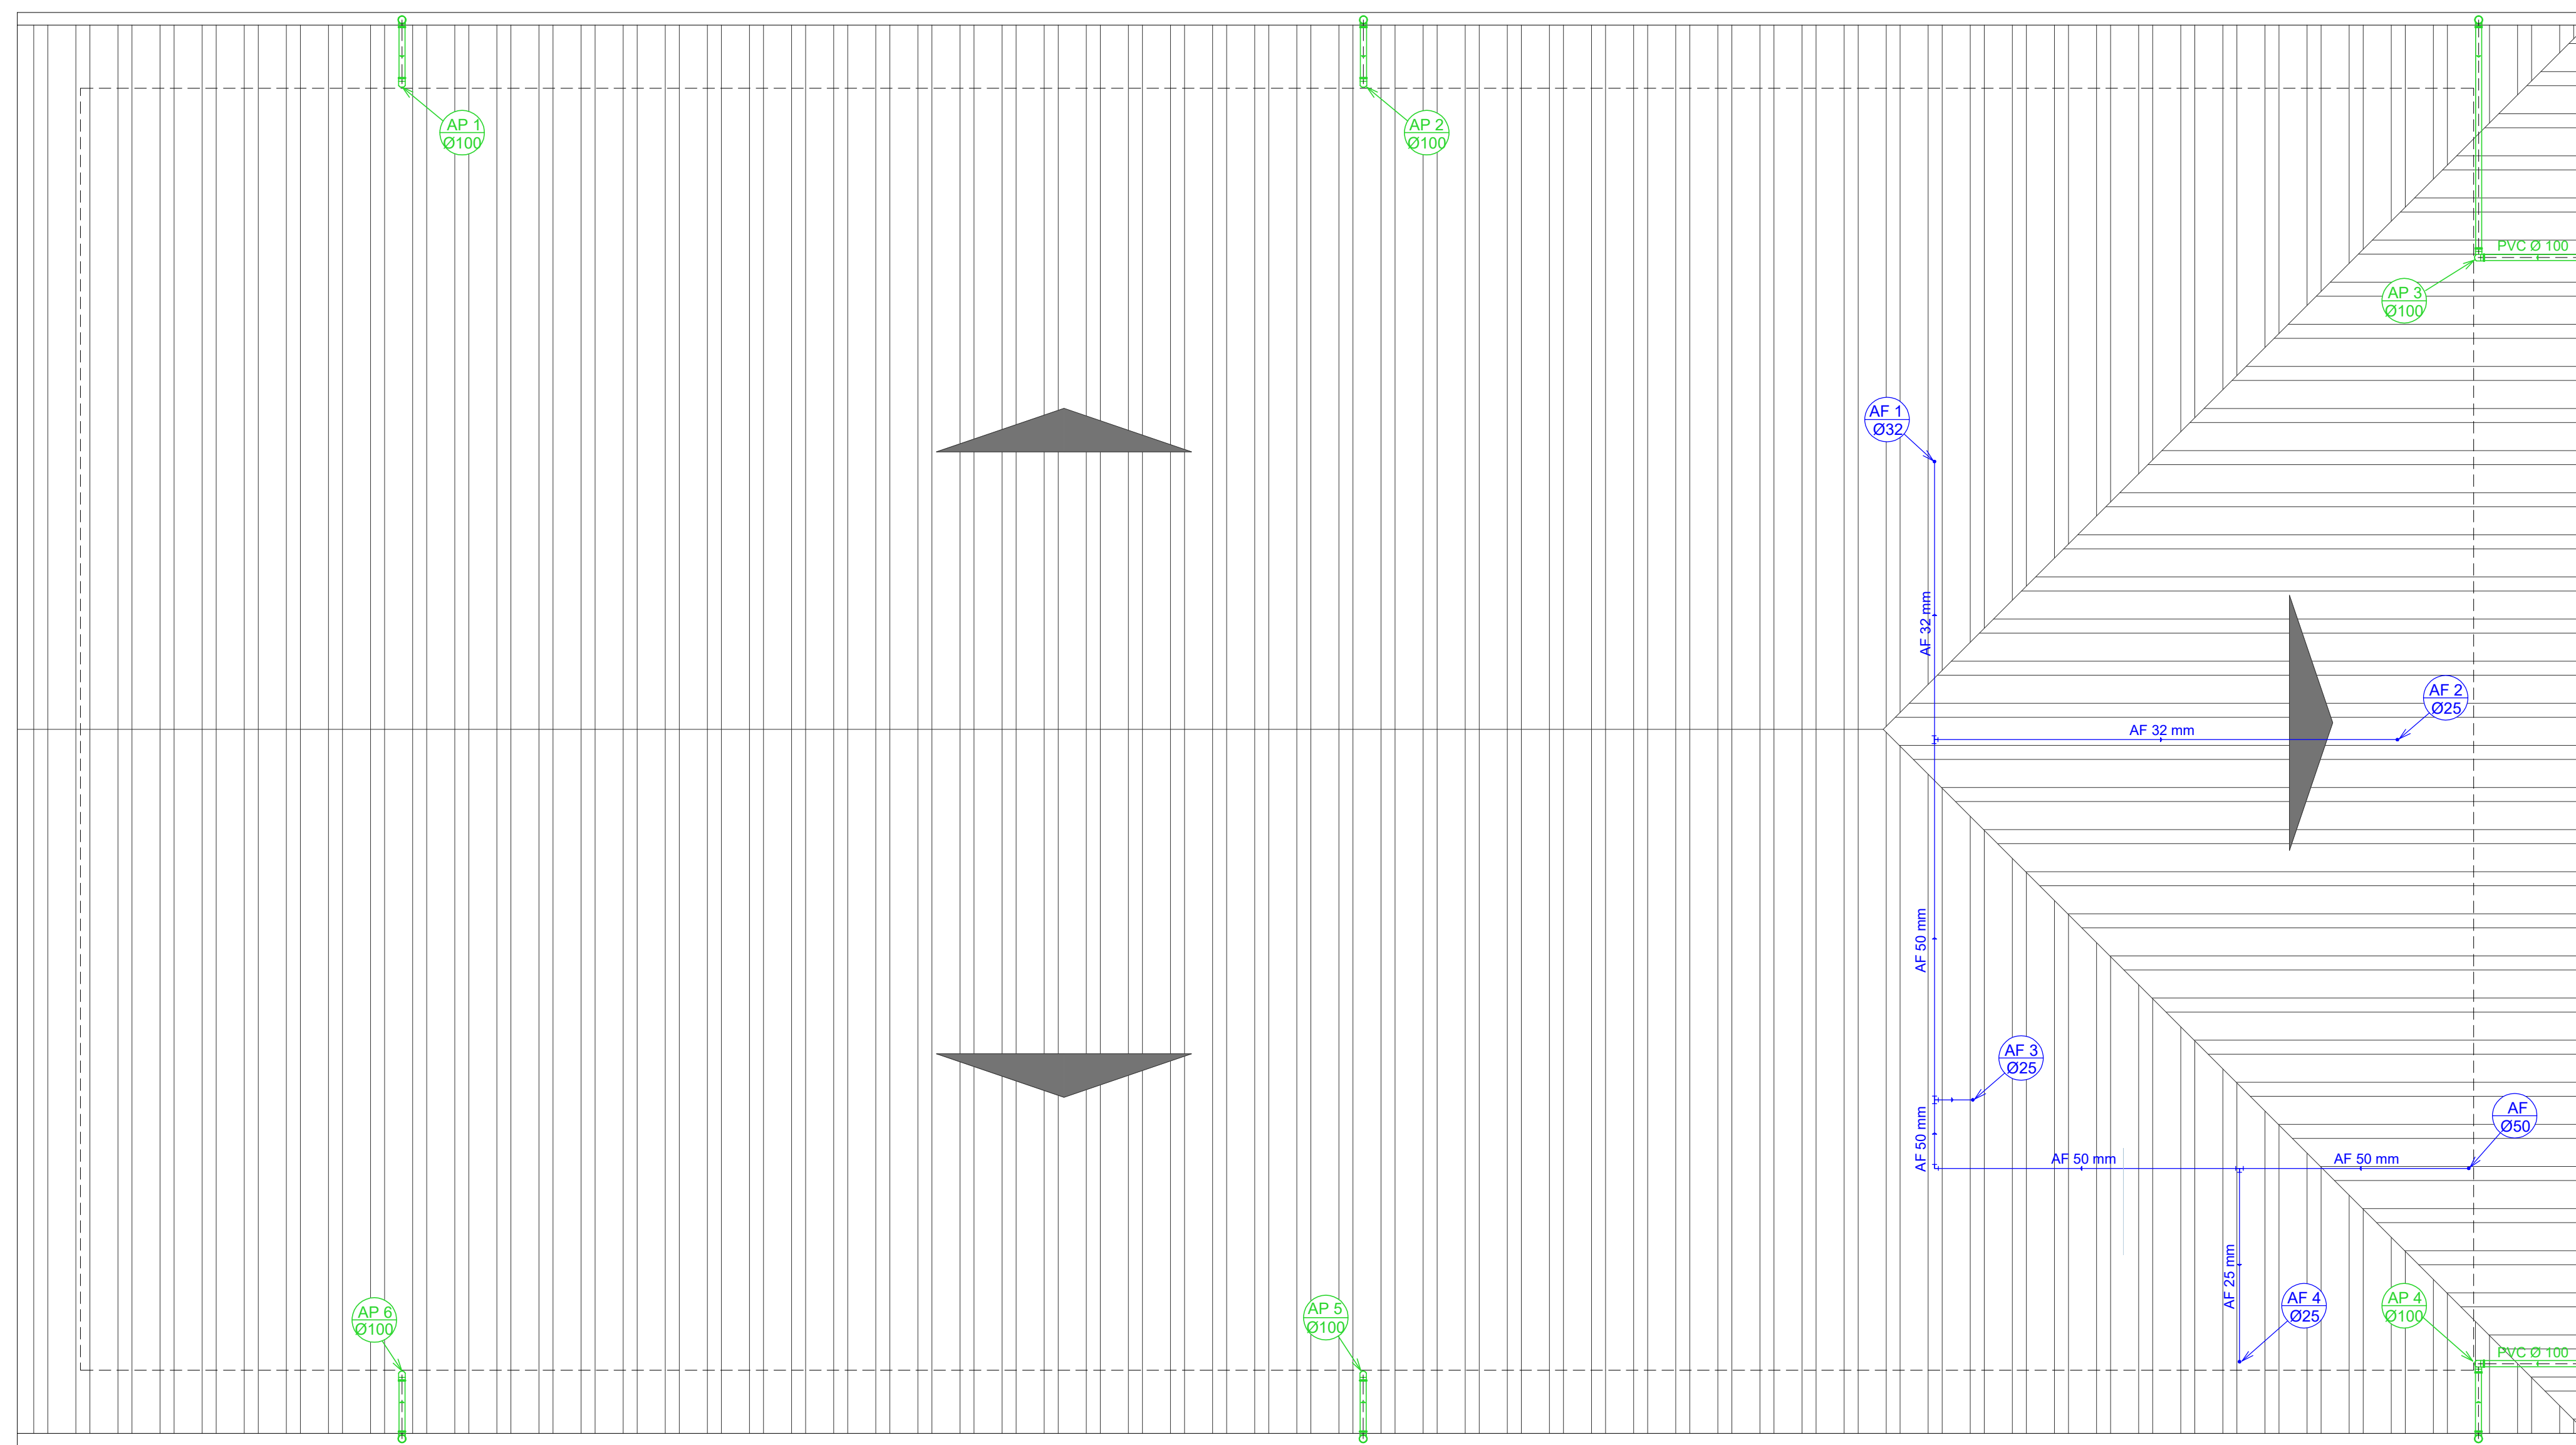 AP 1
Ø100
AP 2
Ø100
PVC Ø 100
AP 3
Ø100
AF 1
Ø32
AF 32 mm
AF 2
Ø25
AF 32 mm
AF 50 mm
AF 3
Ø25
AF 50 mm
AF
Ø50
AF 50 mm
AF 50 mm
AF 25 mm
AF 4
Ø25
AP 4
Ø100
AP 6
Ø100
AP 5
Ø100
PVC Ø 100